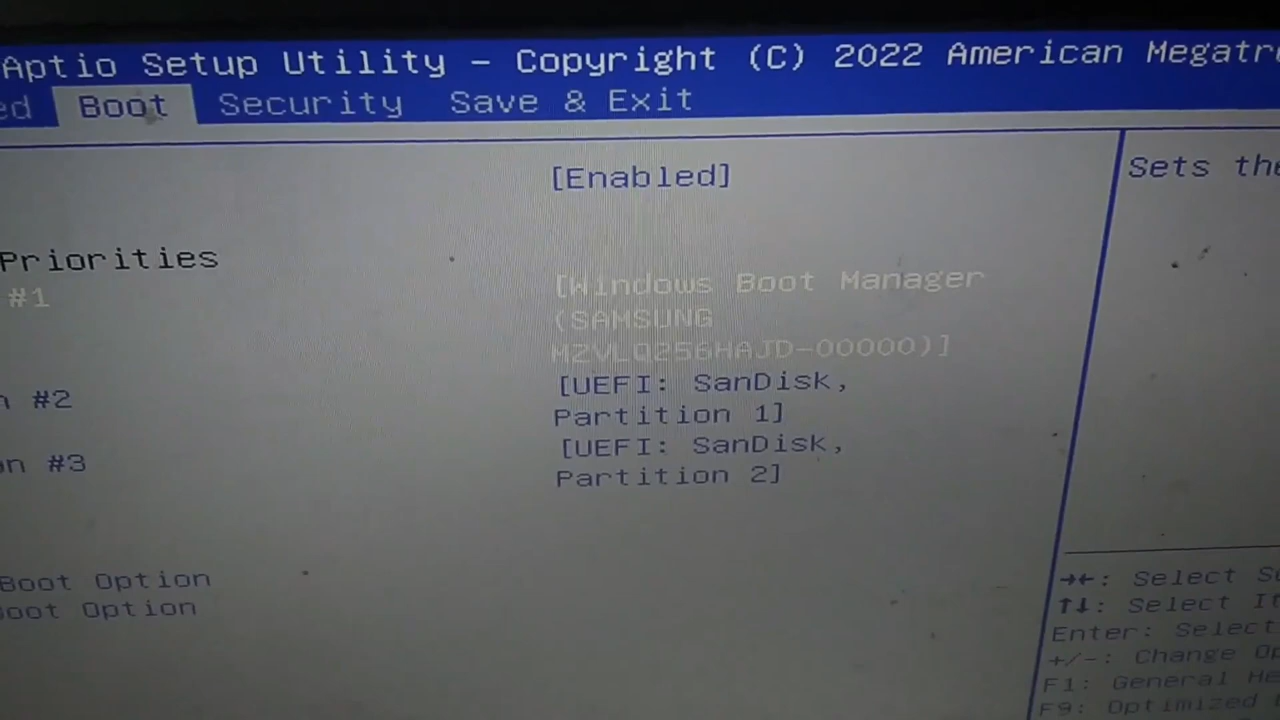 Aptio Setup Utility – Copyright (C) 2022 American Megatr
ed Boot Security Save & Exit
[Enabled]
Sets the
Priorities
#1 [Windows Boot Manager
(SAMSUNG
MZVLQ256HAJD-00000)]
n #2 [UEFI: SanDisk,
Partition 1]
on #3 [UEFI: SanDisk,
Partition 2]
Boot Option
Boot Option
→←: Select S
↑↓: Select It
Enter: Select
+/-: Change Op
F1: General He
F9: Optimized